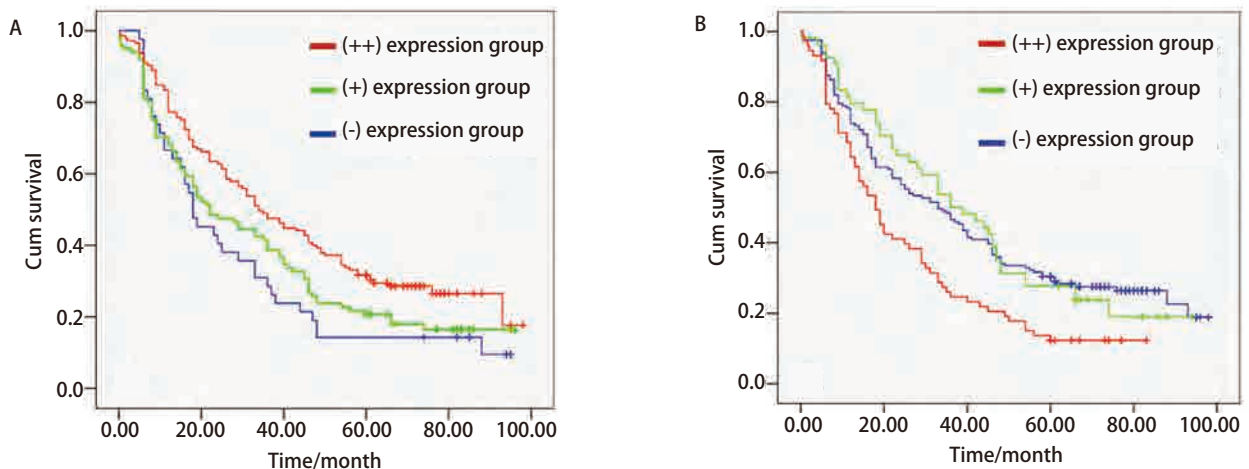 A
1.0
0.8
0.6
0.4
0.2
0.0
Cum survival
(++) expression group
(+) expression group
(-) expression group
0.00 20.00 40.00 60.00 80.00 100.00
Time/month
B
1.0
0.8
0.6
0.4
0.2
0.0
Cum survival
(++) expression group
(+) expression group
(-) expression group
0.00 20.00 40.00 60.00 80.00 100.00
Time/month